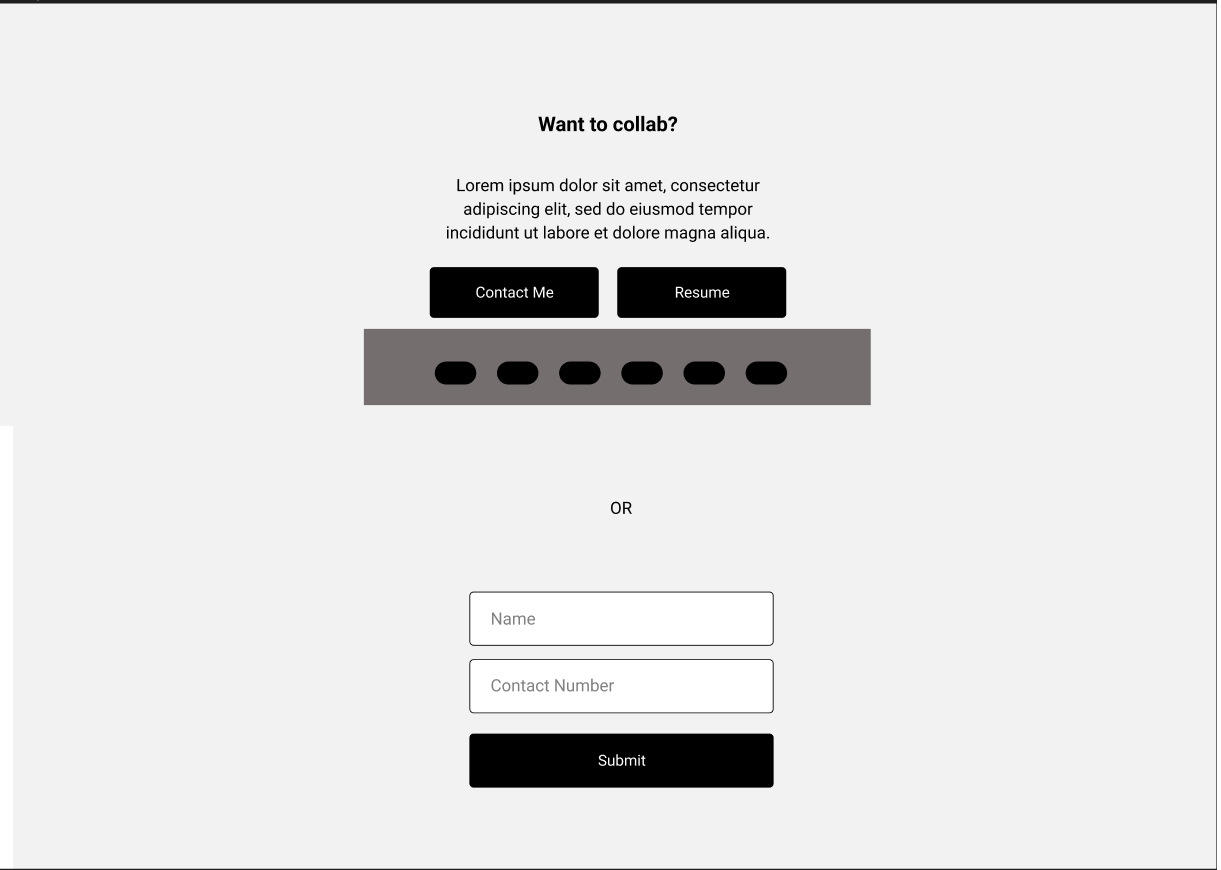 Want to collab?
Lorem ipsum dolor sit amet, consectetur
adipiscing elit, sed do eiusmod tempor
incididunt ut labore et dolore magna aliqua.
Contact Me
Resume
OR
Name
Contact Number
Submit